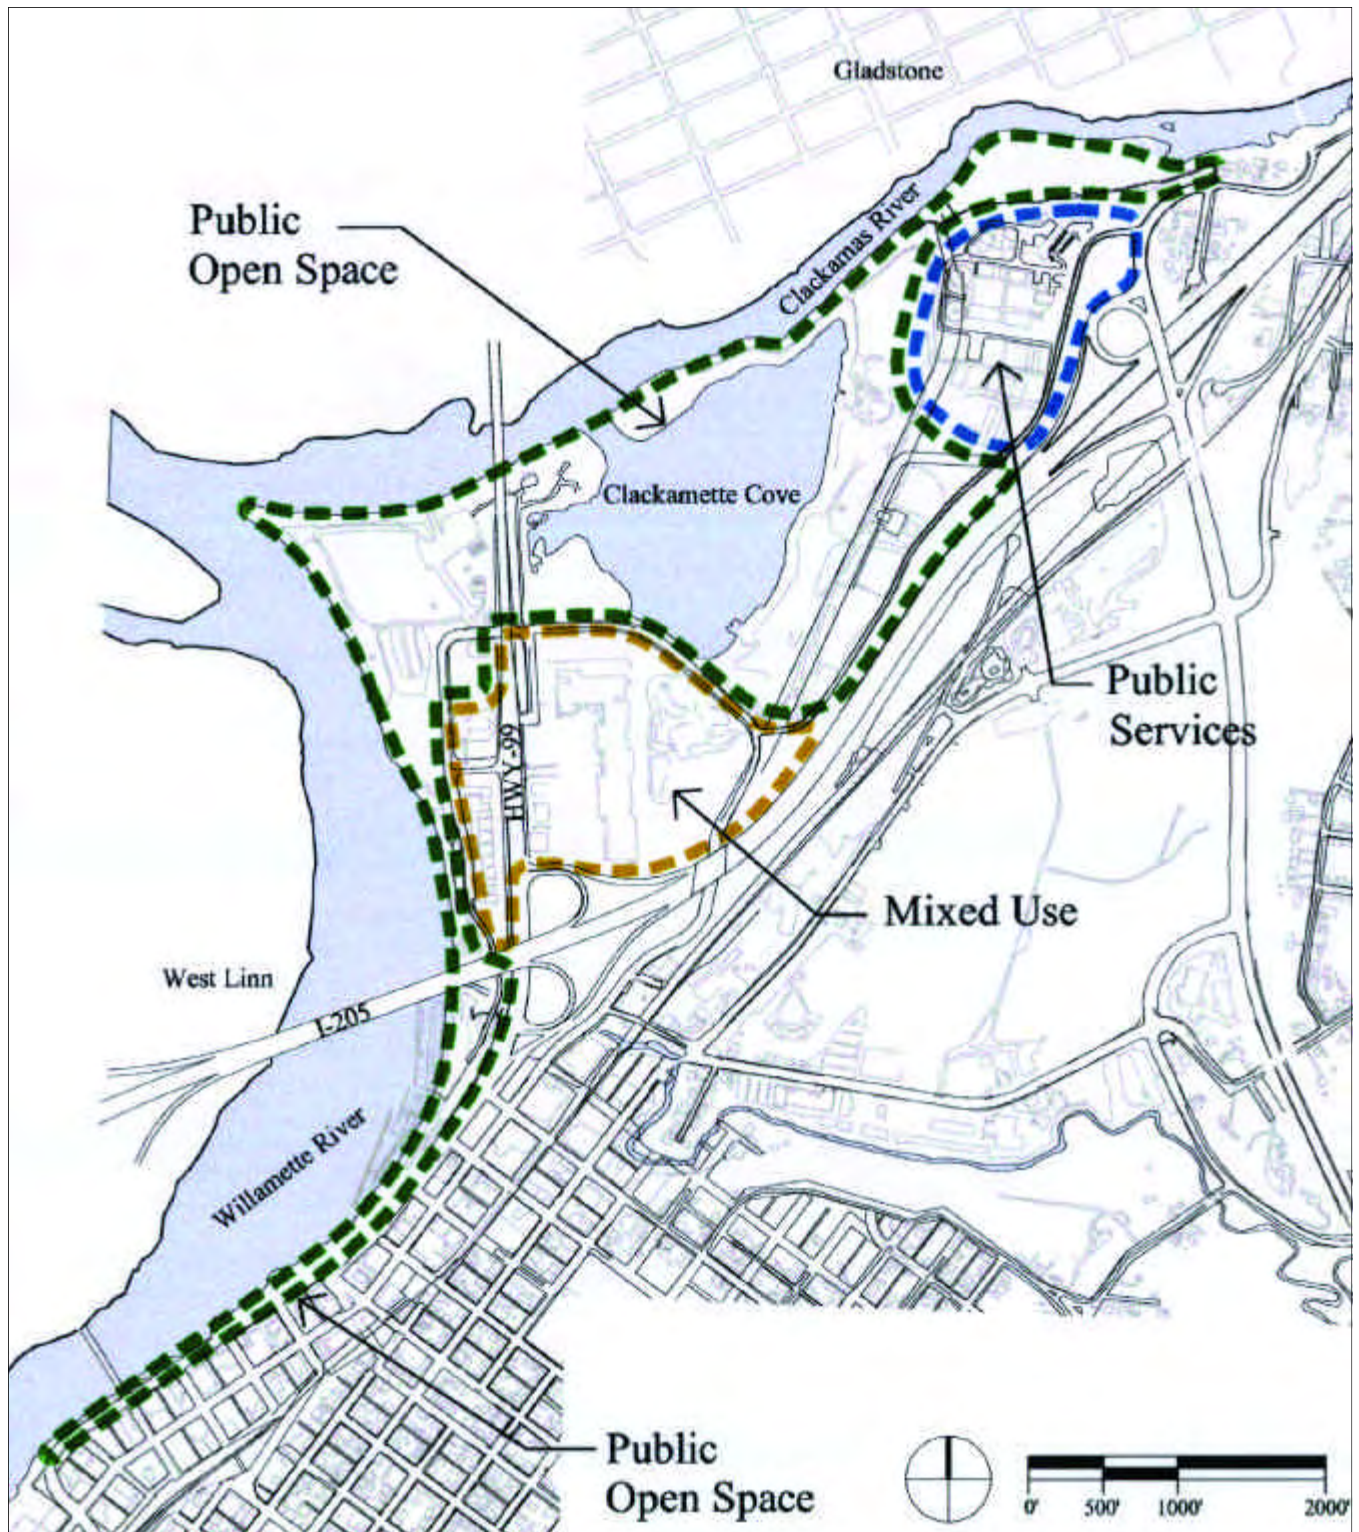 Gladstone
Public
Open Space
Clackamas River
Clackamette Cove
Public
Services
HWY-99
Mixed Use
West Linn
I-205
Willamette River
Public
Open Space
0' 500' 1000' 2000'